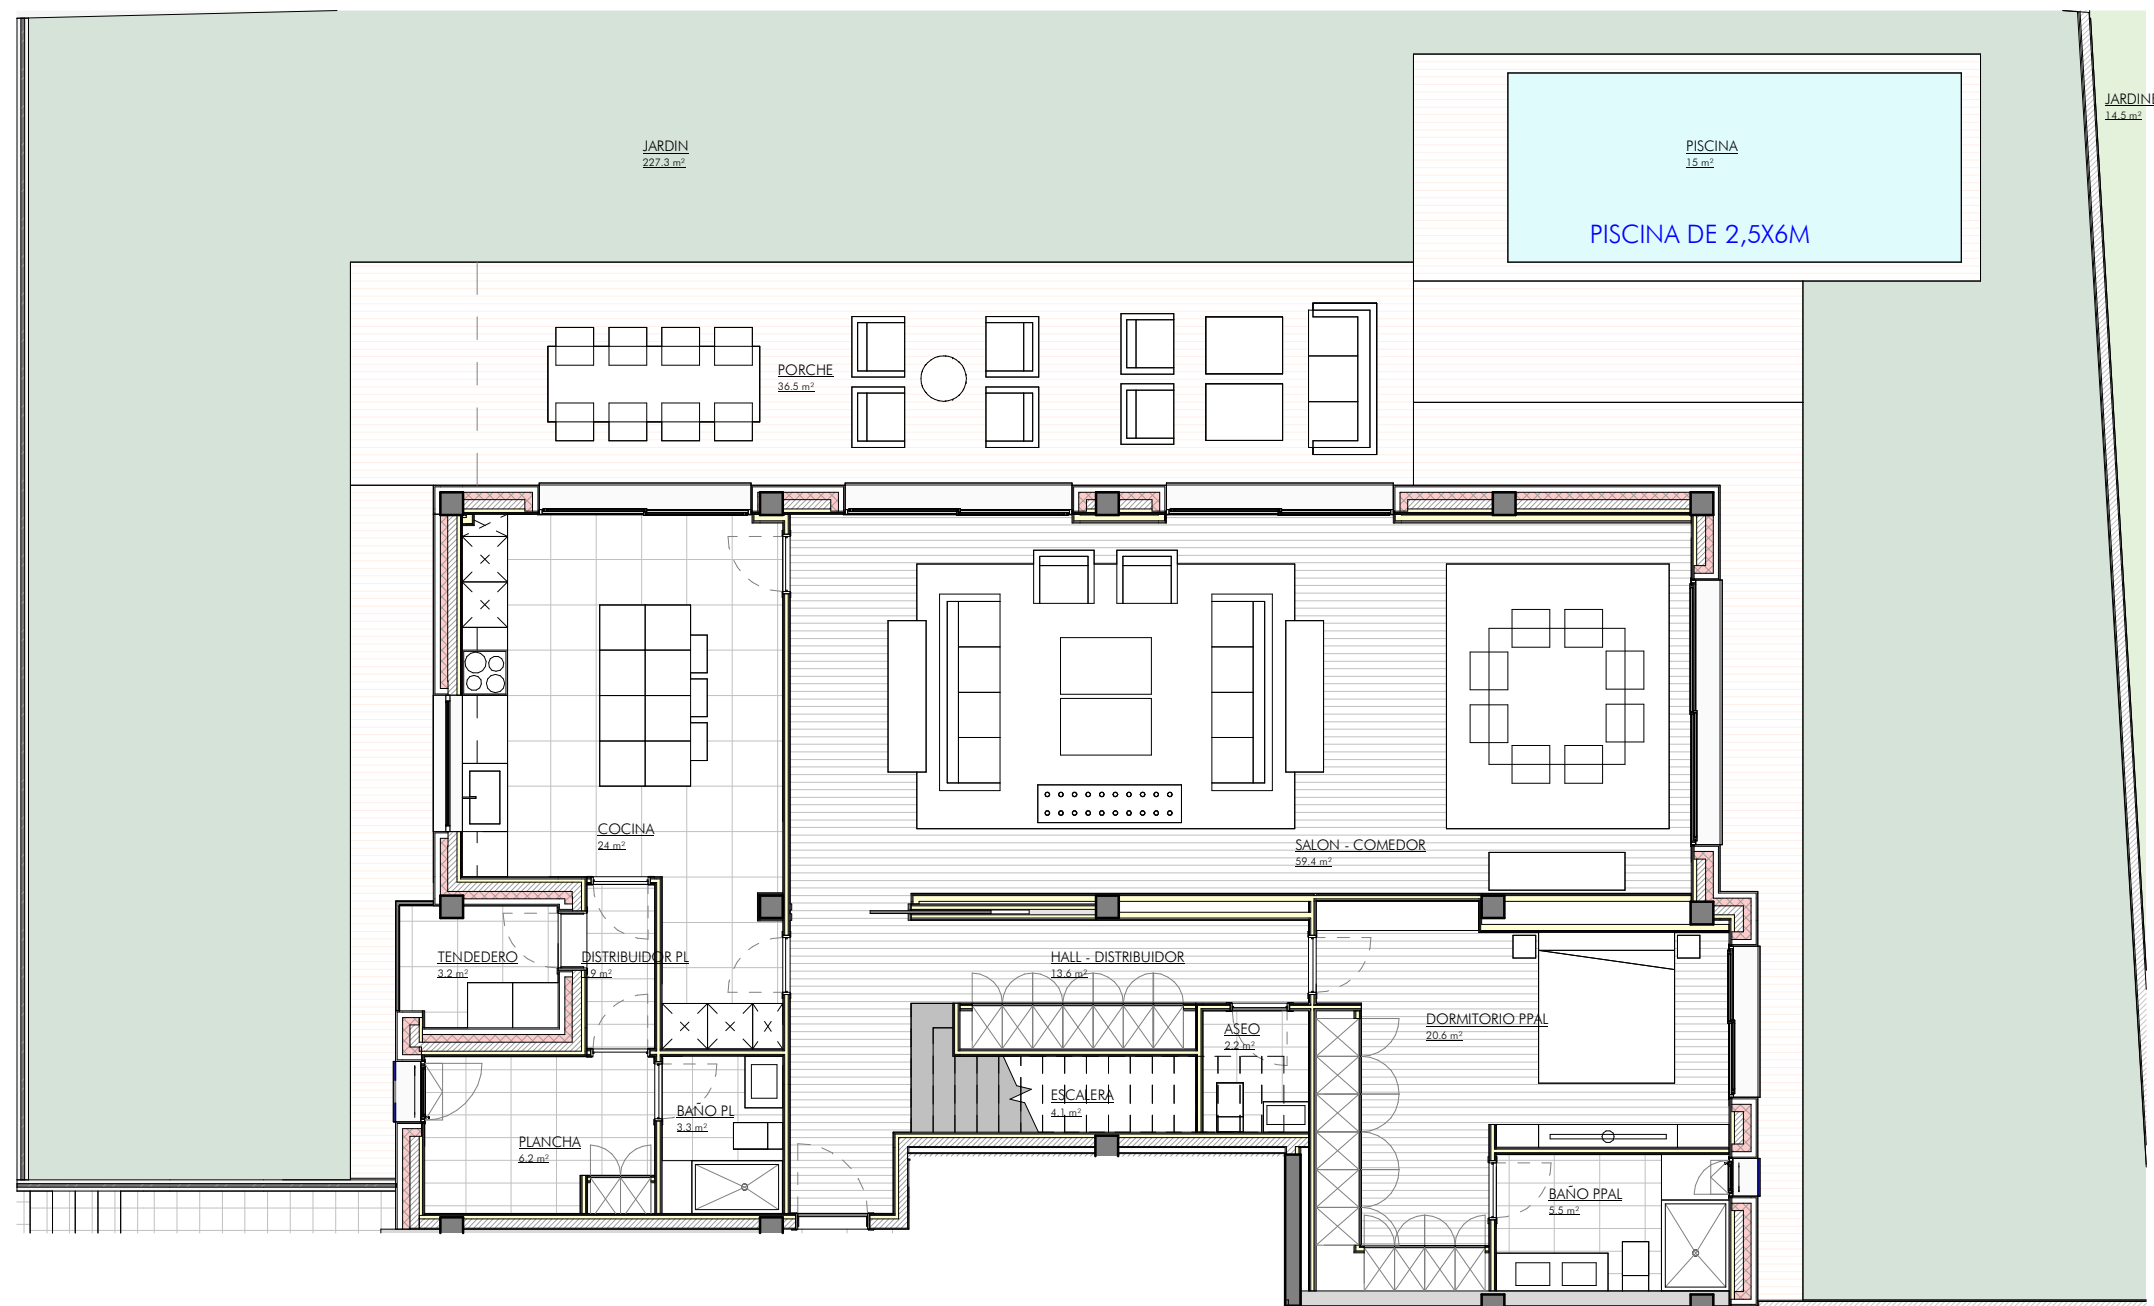 JARDINE
14.5 m²
JARDIN
227.3 m²
PISCINA
15 m²
PISCINA DE 2,5X6M
PORCHE
36.5 m²
COCINA
24 m²
SALON - COMEDOR
59.4 m²
TENDEDERO
3.2 m²
DISTRIBUIDOR PL
HALL - DISTRIBUIDOR
13.6 m²
DORMITORIO PPAL
20.6 m²
ASEO
2.2 m²
ESCALERA
4.1 m²
BAÑO PL
3.3 m²
PLANCHA
6.2 m²
BAÑO PPAL
5.5 m²